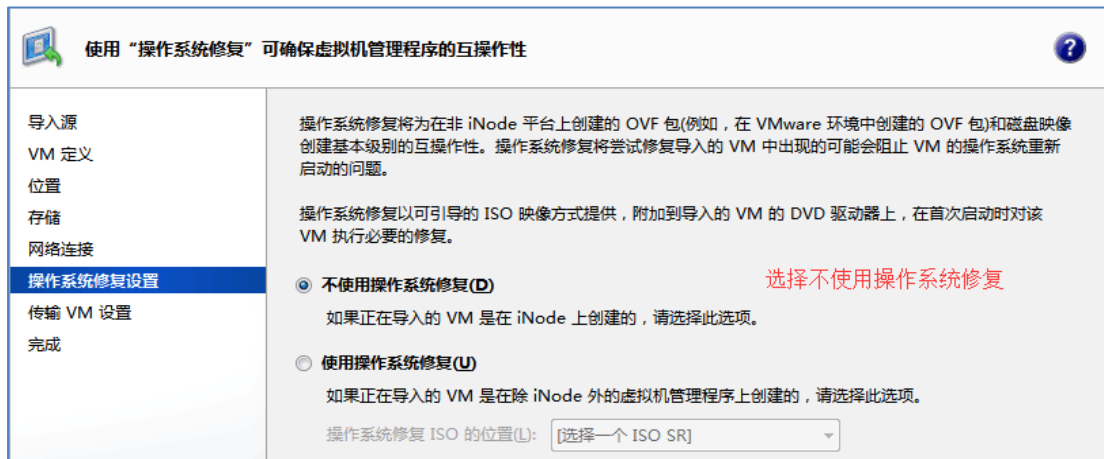 使用“操作系统修复”可确保虚拟机管理程序的互操作性
?
导入源
VM 定义
位置
存储
网络连接
操作系统修复设置
传输 VM 设置
完成
操作系统修复将为在非 iNode 平台上创建的 OVF 包(例如，在 VMware 环境中创建的 OVF 包)和磁盘映像
创建基本级别的互操作性。操作系统修复将尝试修复导入的 VM 中出现的可能会阻止 VM 的操作系统重新
启动的问题。
操作系统修复以可引导的 ISO 映像方式提供，附加到导入的 VM 的 DVD 驱动器上，在首次启动时对该
VM 执行必要的修复。
不使用操作系统修复(D)
选择不使用操作系统修复
如果正在导入的 VM 是在 iNode 上创建的，请选择此选项。
使用操作系统修复(U)
如果正在导入的 VM 是在除 iNode 外的虚拟机管理程序上创建的，请选择此选项。
操作系统修复 ISO 的位置(L): [选择一个 ISO SR]